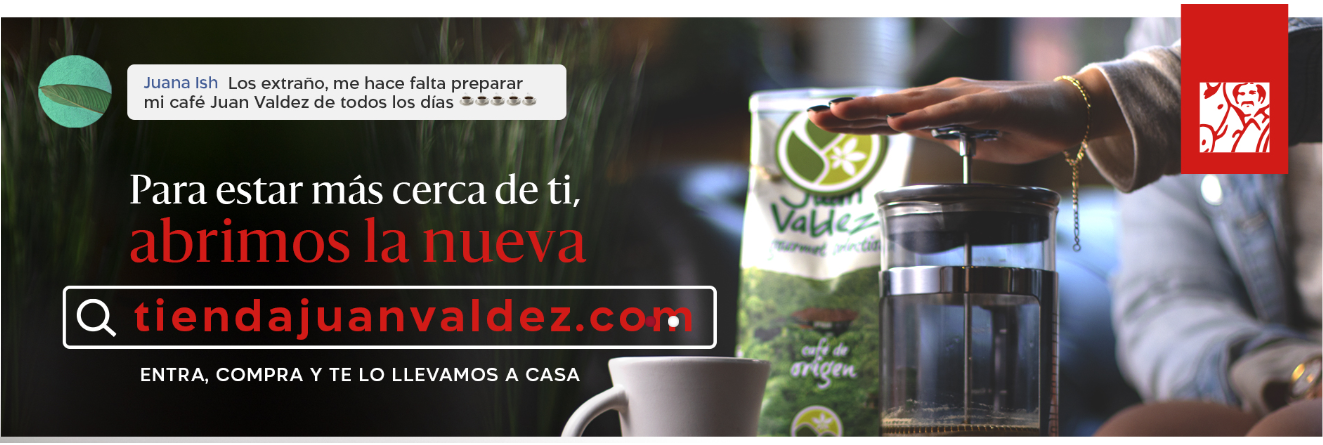 Juana Ish Los extraño, me hace falta preparar
mi café Juan Valdez de todos los días
Para estar más cerca de ti,
abrimos la nueva
tiendajuanvaldez.com
ENTRA, COMPRA Y TE LO LLEVAMOS A CASA
Juan
Valdez
gourmet selection
café de
origen